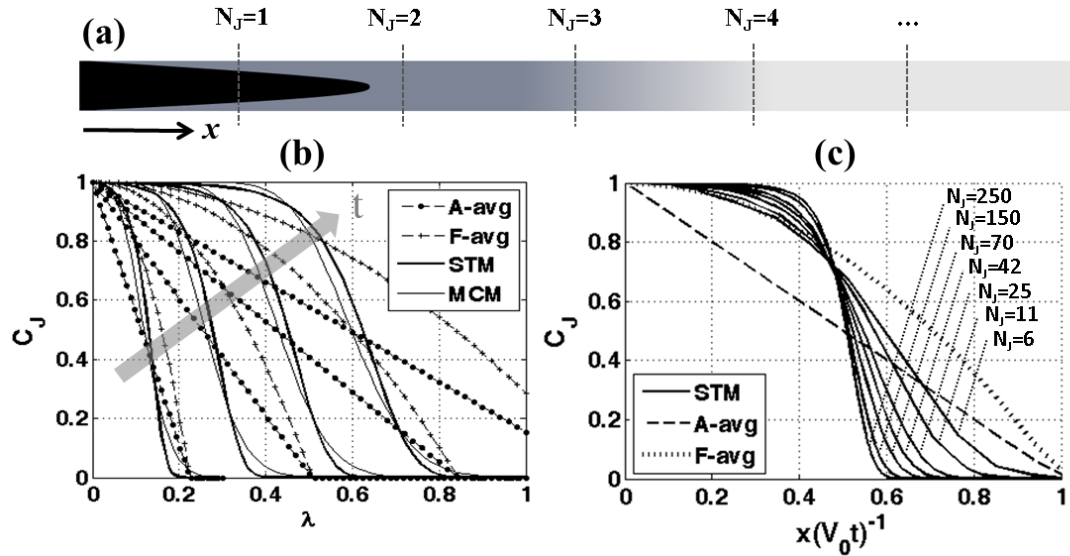 N_J=1 N_J=2 N_J=3 N_J=4 ...
(a)
x
(b)
C_J
1
0.8
0.6
0.4
0.2
0
0 0.2 0.4 0.6 0.8 1
λ
t
A-avg
F-avg
STM
MCM
(c)
C_J
1
0.8
0.6
0.4
0.2
0
0 0.2 0.4 0.6 0.8 1
x(V_0t)^-1
N_J=250
N_J=150
N_J=70
N_J=42
N_J=25
N_J=11
N_J=6
STM
A-avg
F-avg